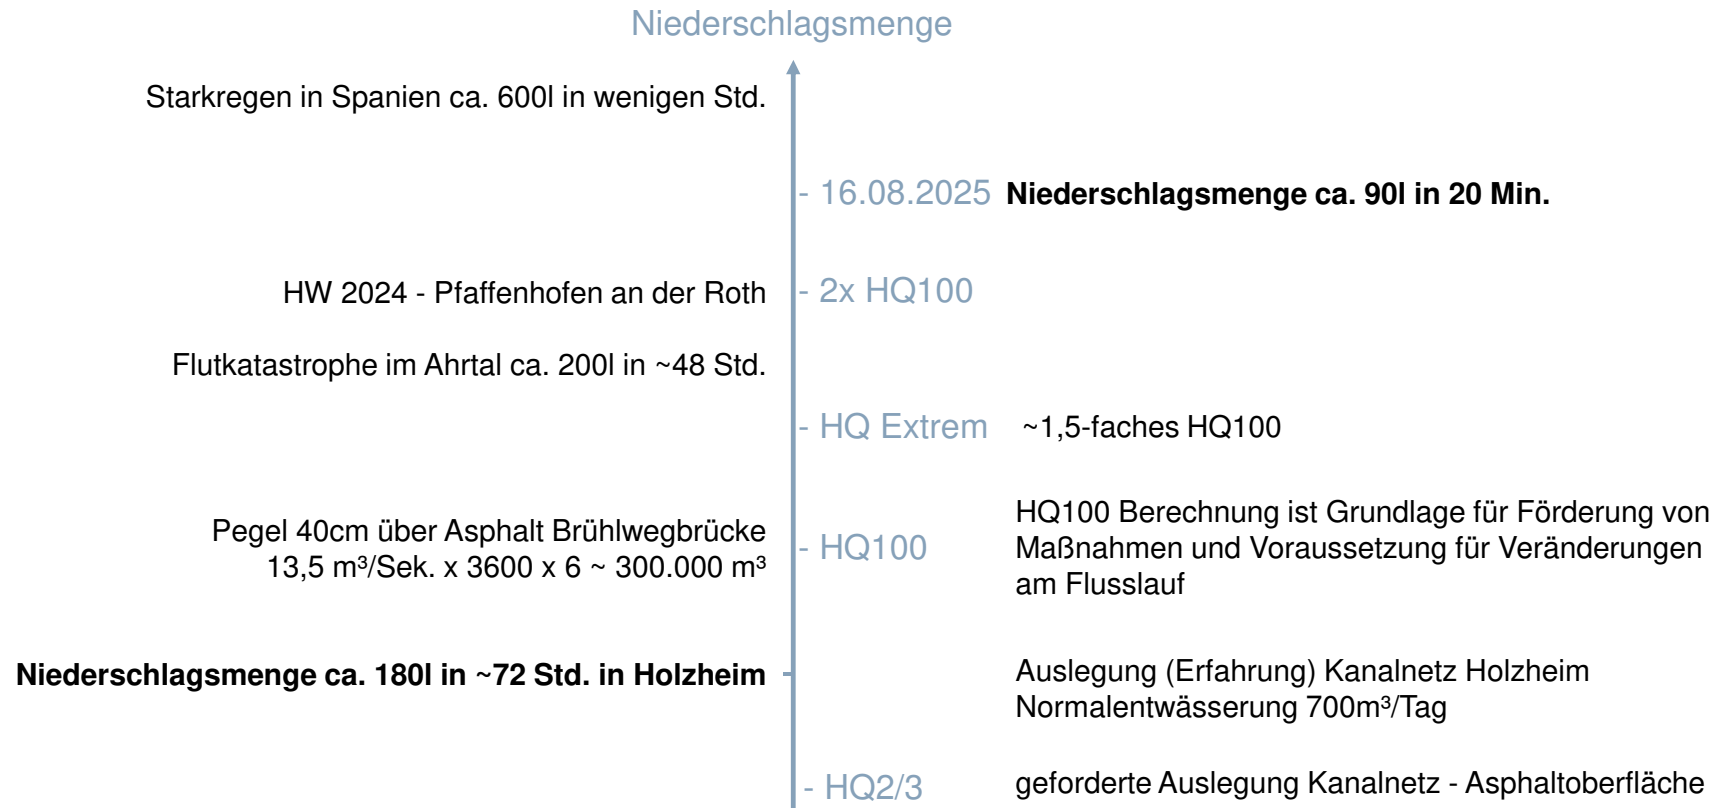 Niederschlagsmenge
Starkregen in Spanien ca. 600l in wenigen Std.
- 16.08.2025 Niederschlagsmenge ca. 90l in 20 Min.
HW 2024 - Pfaffenhofen an der Roth
- 2x HQ100
Flutkatastrophe im Ahrtal ca. 200l in ~48 Std.
- HQ Extrem ~1,5-faches HQ100
Pegel 40cm über Asphalt Brühlwegbrücke
13,5 m³/Sek. x 3600 x 6 ~ 300.000 m³
- HQ100
HQ100 Berechnung ist Grundlage für Förderung von
Maßnahmen und Voraussetzung für Veränderungen
am Flusslauf
Niederschlagsmenge ca. 180l in ~72 Std. in Holzheim
Auslegung (Erfahrung) Kanalnetz Holzheim
Normalentwässerung 700m³/Tag
- HQ2/3 geforderte Auslegung Kanalnetz - Asphaltoberfläche